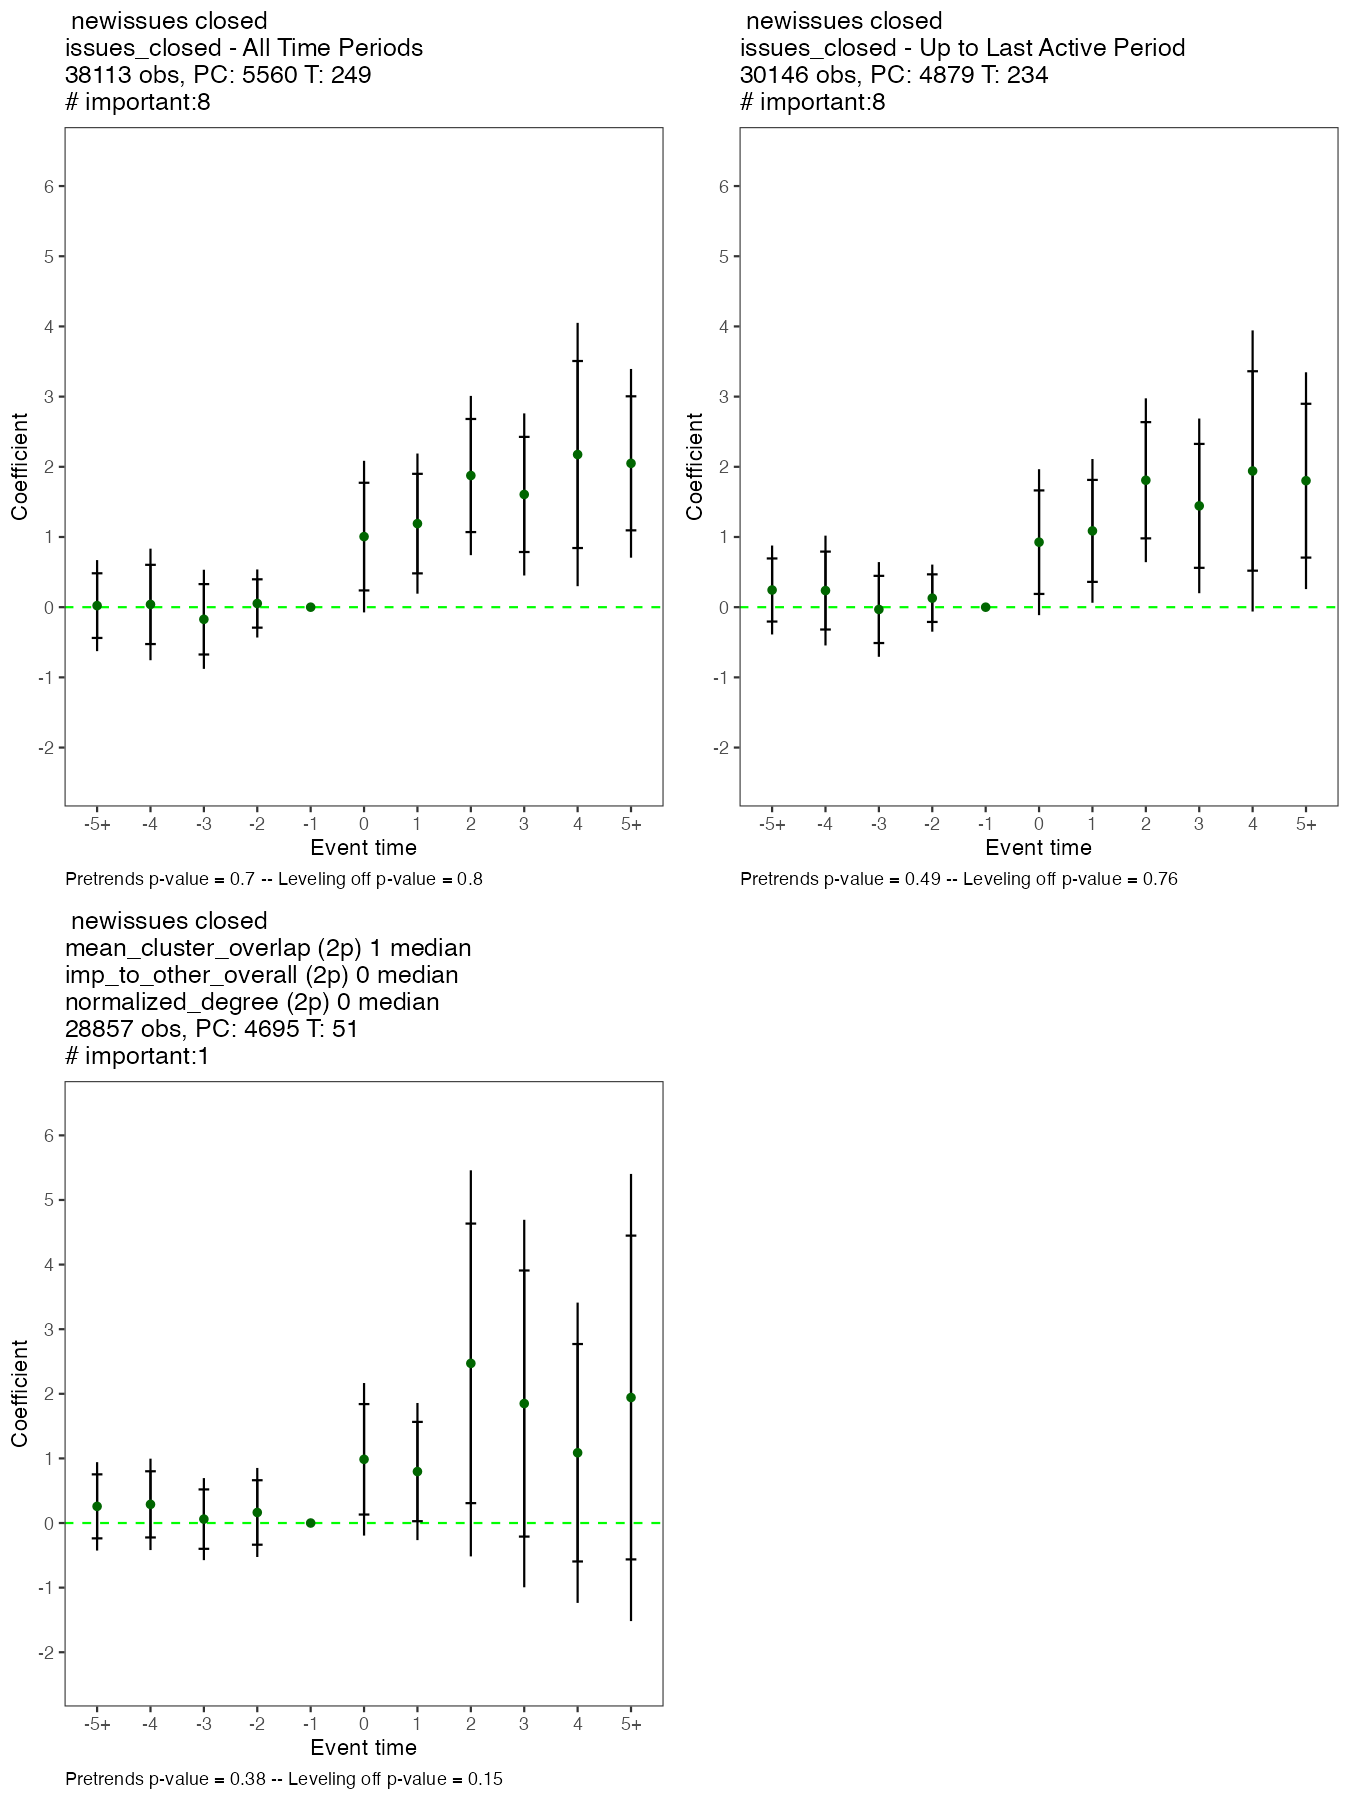 newissues closed
issues_closed - All Time Periods
38113 obs, PC: 5560 T: 249
# important:8
Coefficient
6
5
4
3
2
1
0
-1
-2
-5+ -4 -3 -2 -1 0 1 2 3 4 5+
Event time
Pretrends p-value = 0.7 -- Leveling off p-value = 0.8
newissues closed
issues_closed - Up to Last Active Period
30146 obs, PC: 4879 T: 234
# important:8
Coefficient
6
5
4
3
2
1
0
-1
-2
-5+ -4 -3 -2 -1 0 1 2 3 4 5+
Event time
Pretrends p-value = 0.49 -- Leveling off p-value = 0.76
newissues closed
mean_cluster_overlap (2p) 1 median
imp_to_other_overall (2p) 0 median
normalized_degree (2p) 0 median
28857 obs, PC: 4695 T: 51
# important:1
Coefficient
6
5
4
3
2
1
0
-1
-2
-5+ -4 -3 -2 -1 0 1 2 3 4 5+
Event time
Pretrends p-value = 0.38 -- Leveling off p-value = 0.15